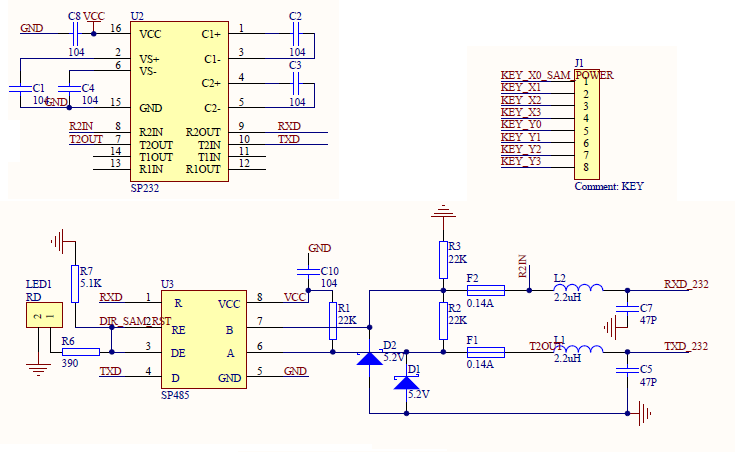 C8 VCC
U2
C2
GND
16 VCC C1+ 1
104
2 VS+ C1- 3
104
6 VS-
C3
C2+ 4
C1
C4
104
GND
104
15 GND C2- 5
104
R2IN 8 R2IN R2OUT 9 RXD
T2OUT 7 T2OUT T2IN 10 TXD
14 T1OUT T1IN 11
13 R1IN R1OUT 12
SP232
J1
KEY_X0_SAM_POWER 1
KEY_X1 2
KEY_X2 3
KEY_X3 4
KEY_Y0 5
KEY_Y1 6
KEY_Y2 7
KEY_Y3 8
Comment: KEY
LED1
RD
2 1
R7
5.1K
R6
390
U3
RXD 1 R VCC 8 VCC
DIR_SAM2_RST 2 RE B 7
3 DE A 6
TXD 4 D GND 5 GND
SP485
GND
C10
104
R1
22K
D2
5.2V
D1
5.2V
R3
22K
R2
22K
F2
0.14A
F1
0.14A
R2IN
T2OUT
L2
2.2uH
L1
2.2uH
RXD_232
C7
47P
TXD_232
C5
47P